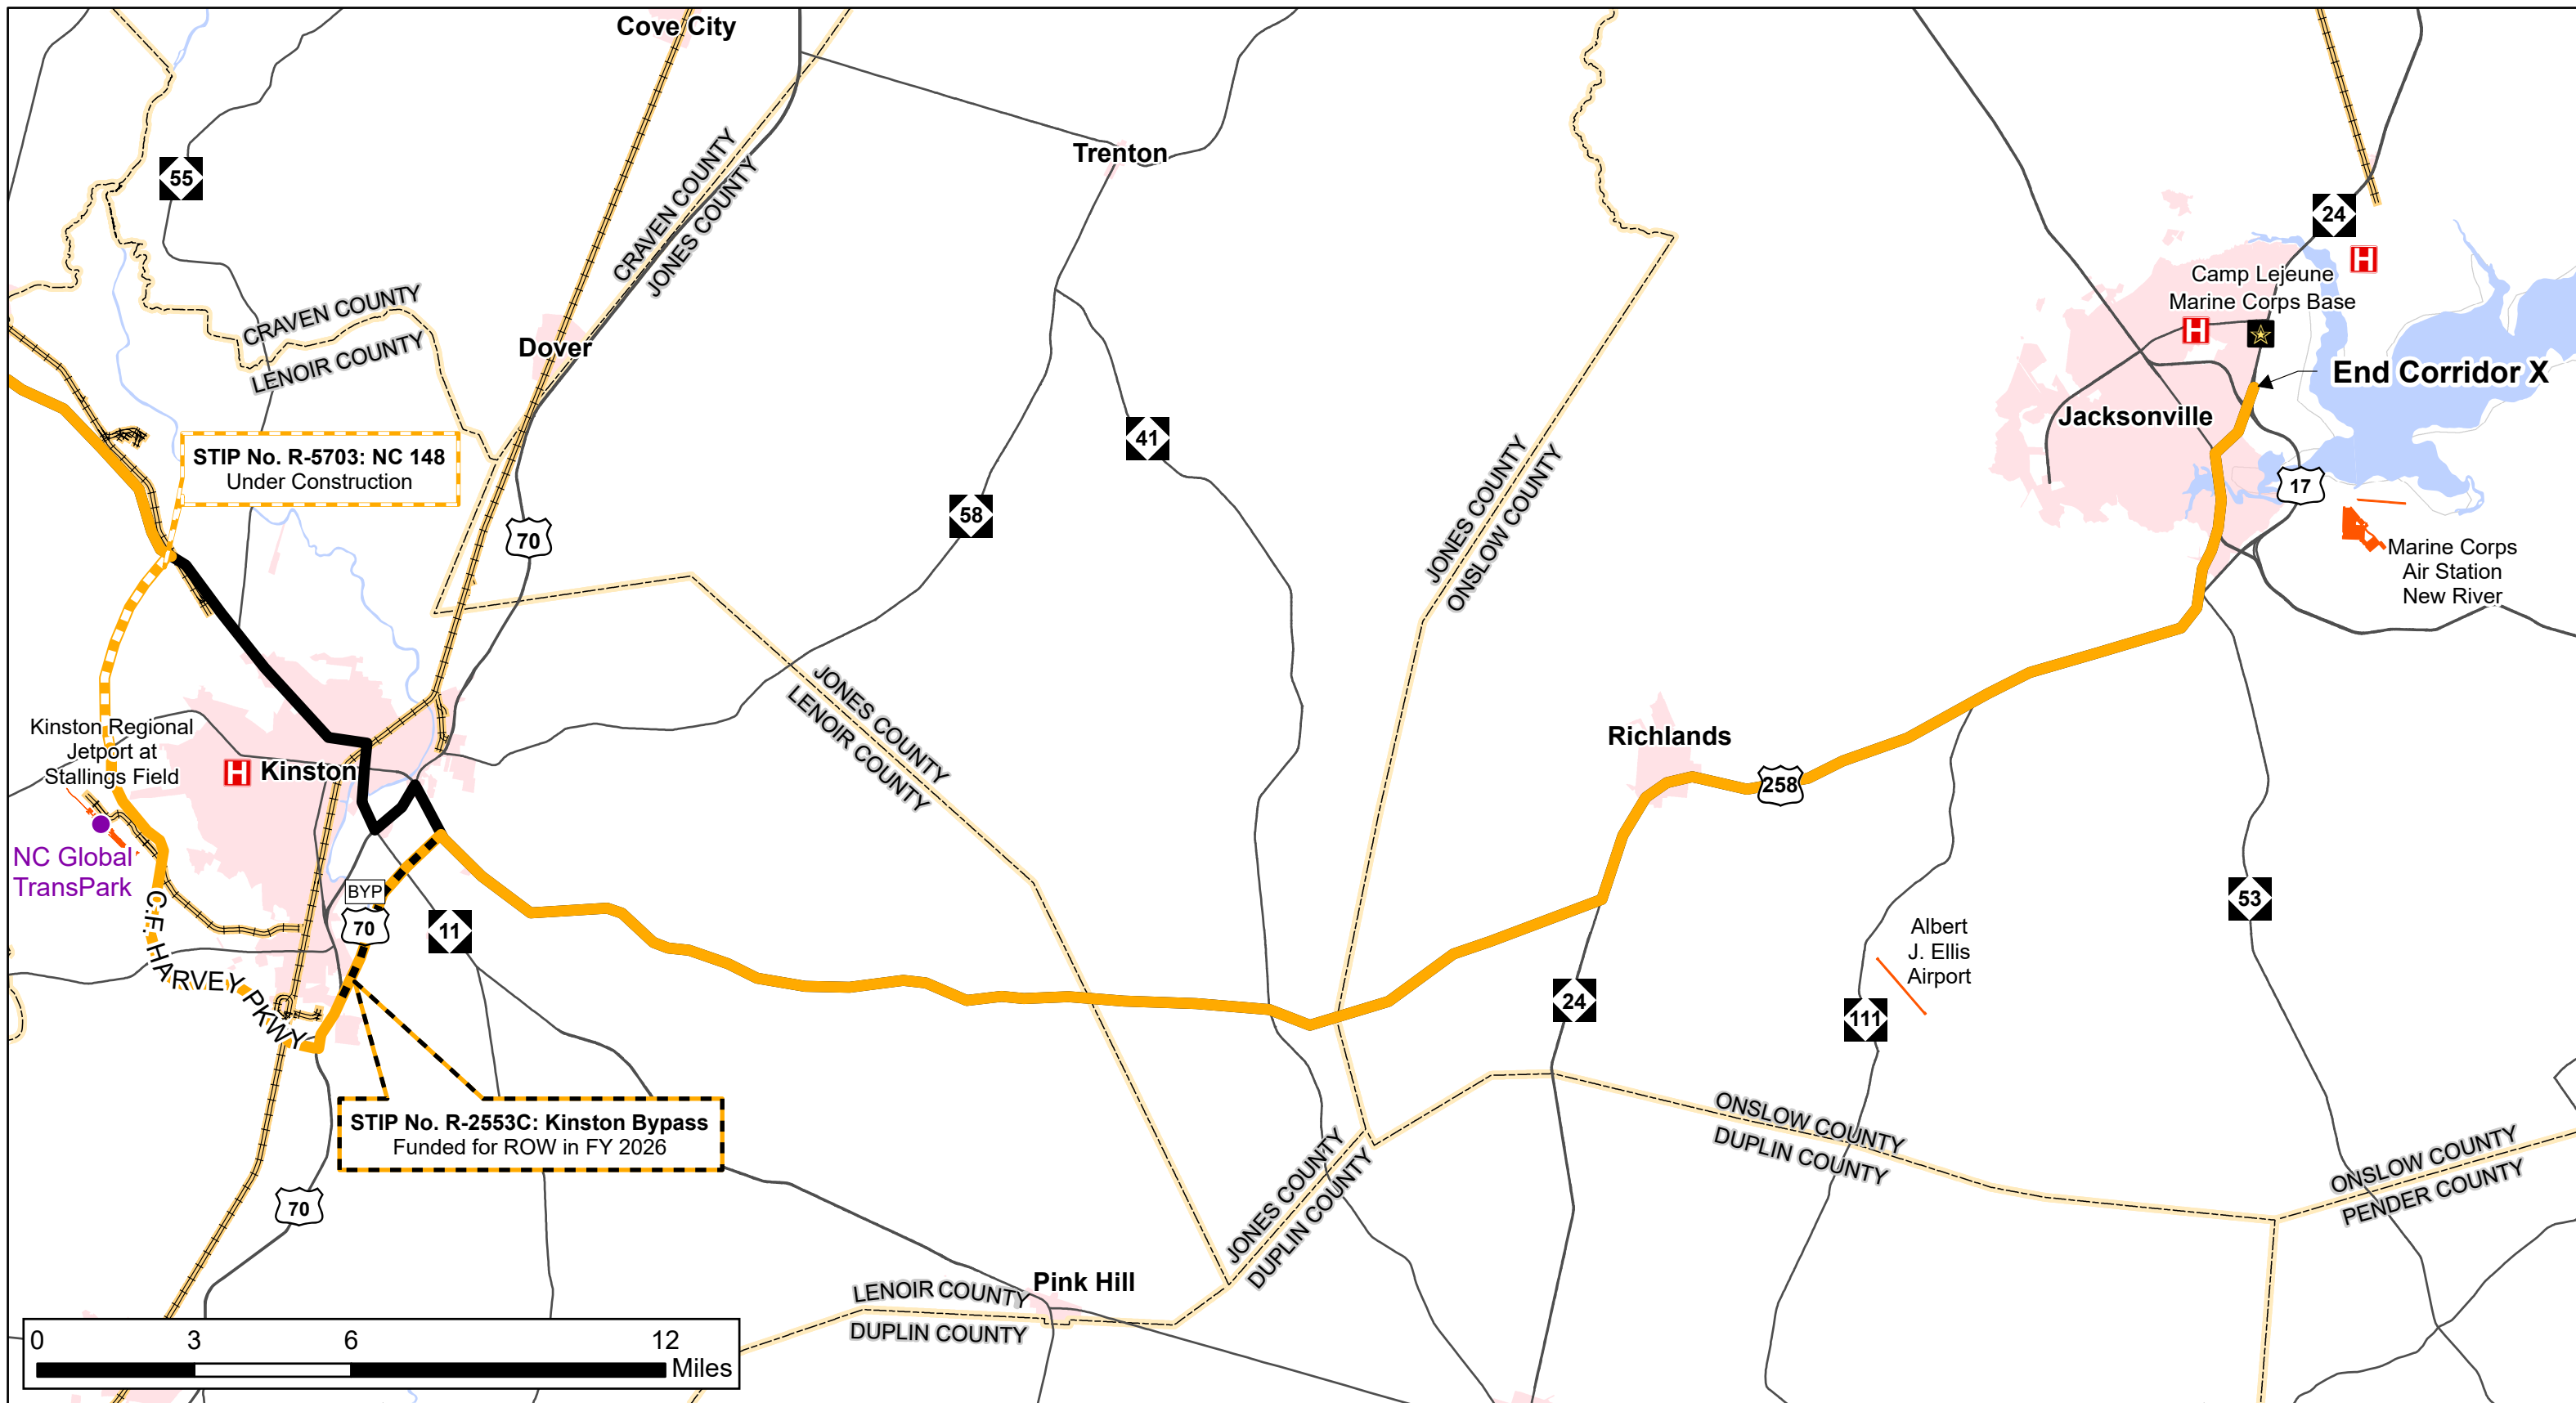 Cove City
Trenton
55
CRAVEN COUNTY
JONES COUNTY
24
Camp Lejeune
Marine Corps Base
H
H
CRAVEN COUNTY
LENOIR COUNTY
Dover
End Corridor X
Jacksonville
STIP No. R-5703: NC 148
Under Construction
41
58
70
17
JONES COUNTY
ONSLOW COUNTY
Marine Corps
Air Station
New River
JONES COUNTY
LENOIR COUNTY
Kinston Regional
Jetport at
Stallings Field
H
Kinston
Richlands
258
NC Global
TransPark
BYP
70
11
C.F. HARVEY PKWY
53
Albert
J. Ellis
Airport
24
111
STIP No. R-2553C: Kinston Bypass
Funded for ROW in FY 2026
ONSLOW COUNTY
DUPLIN COUNTY
ONSLOW COUNTY
PENDER COUNTY
JONES COUNTY
DUPLIN COUNTY
70
Pink Hill
LENOIR COUNTY
DUPLIN COUNTY
0 3 6 12
Miles